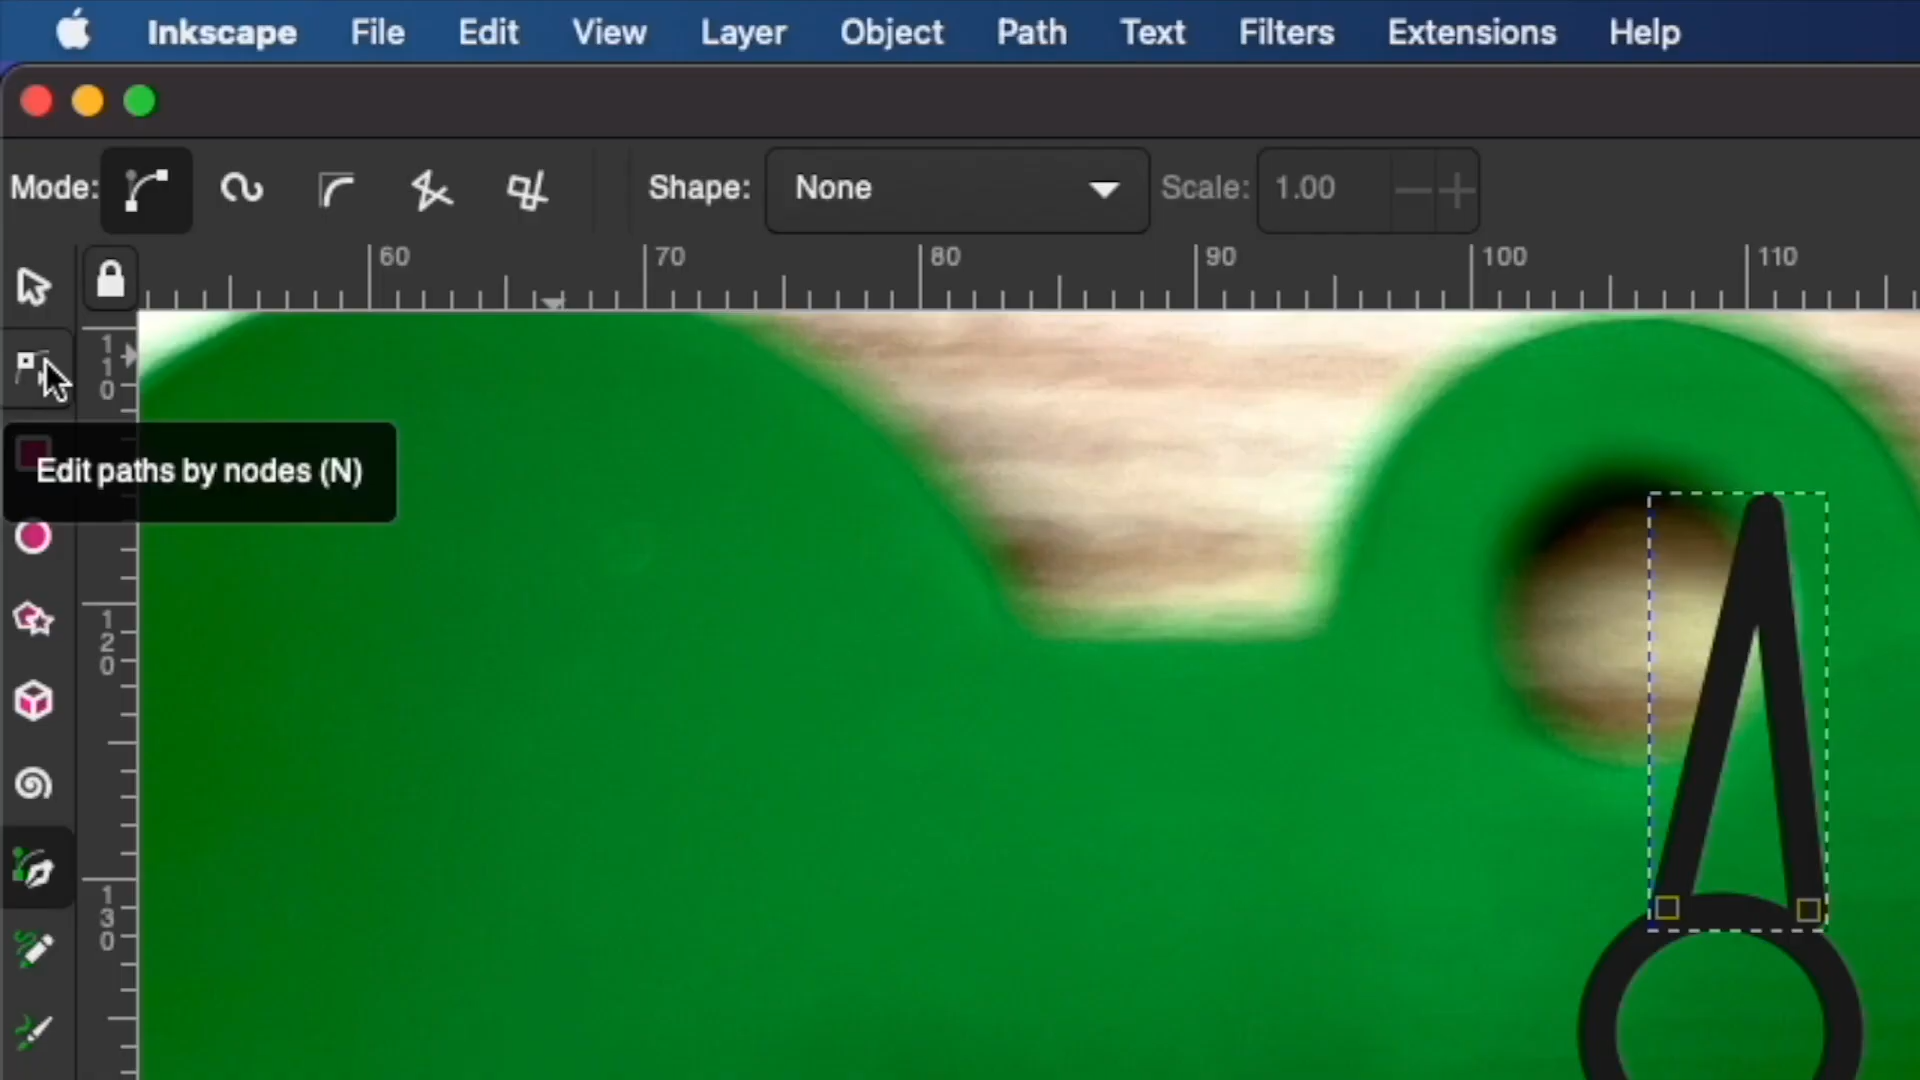 Inkscape File Edit View Layer Object Path Text Filters Extensions Help
Mode: Shape: None Scale: 1.00
60 70 80 90 100 110
110
Edit paths by nodes (N)
120
130